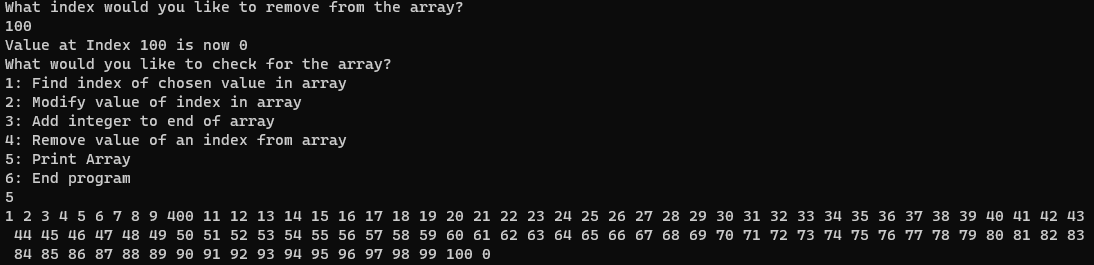 What index would you like to remove from the array?
100
Value at Index 100 is now 0
What would you like to check for the array?
1: Find index of chosen value in array
2: Modify value of index in array
3: Add integer to end of array
4: Remove value of an index from array
5: Print Array
6: End program
5
1 2 3 4 5 6 7 8 9 400 11 12 13 14 15 16 17 18 19 20 21 22 23 24 25 26 27 28 29 30 31 32 33 34 35 36 37 38 39 40 41 42 43
44 45 46 47 48 49 50 51 52 53 54 55 56 57 58 59 60 61 62 63 64 65 66 67 68 69 70 71 72 73 74 75 76 77 78 79 80 81 82 83
84 85 86 87 88 89 90 91 92 93 94 95 96 97 98 99 100 0